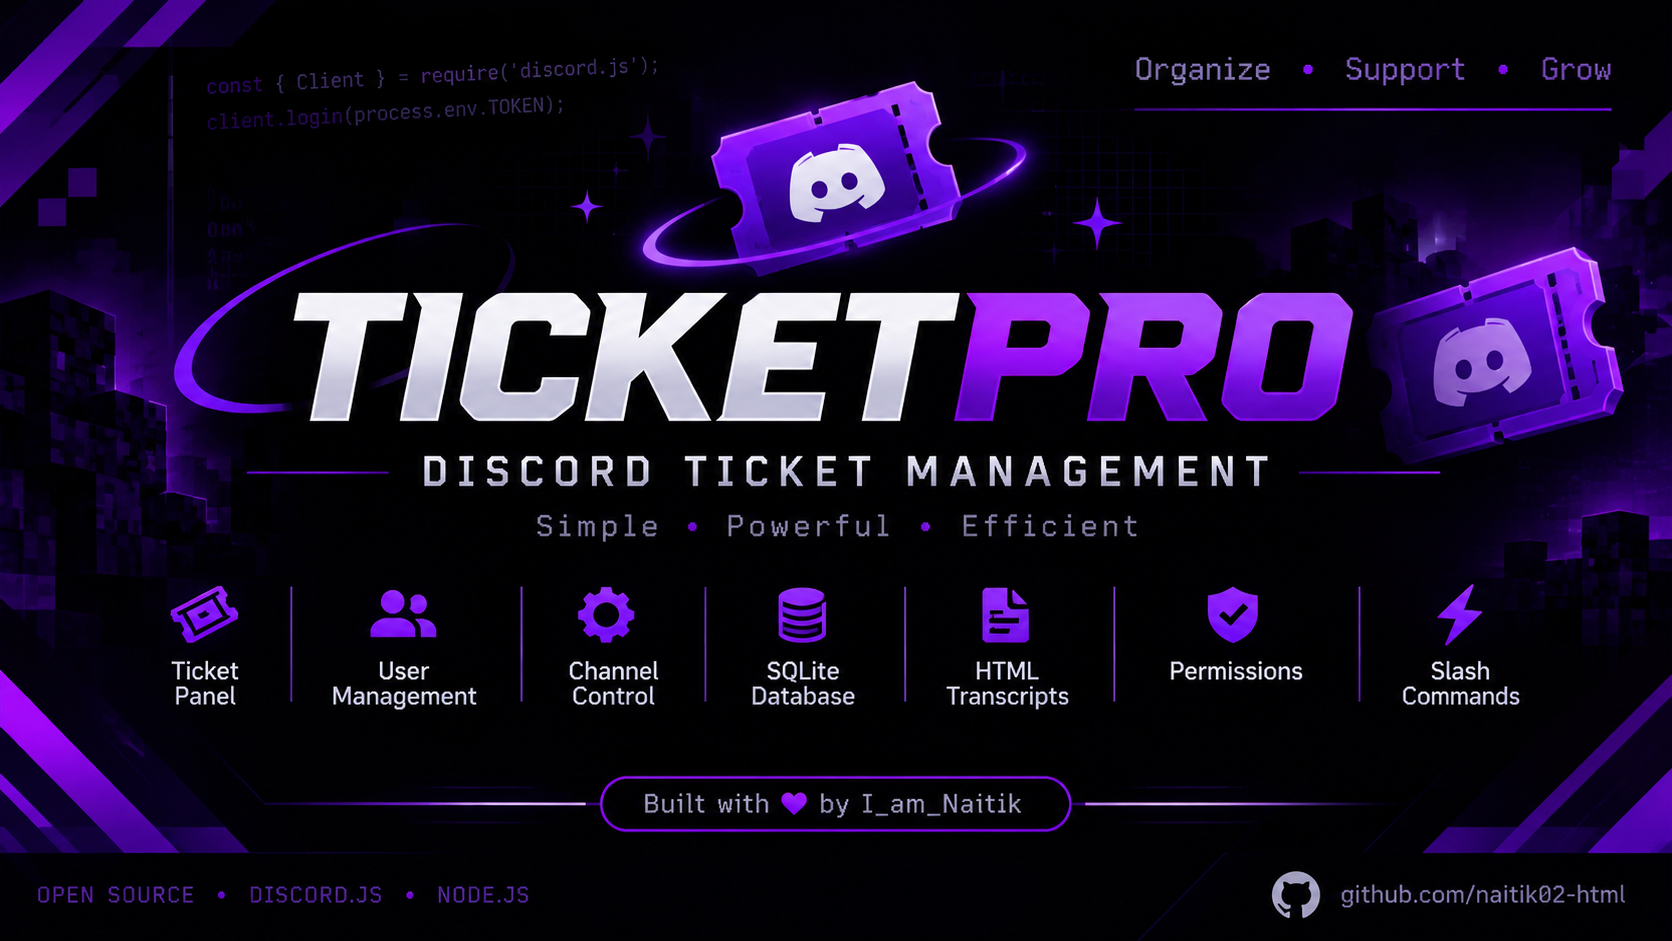 const { Client } = require('discord.js');
client.login(process.env.TOKEN);
Organize • Support • Grow
TICKETPRO
DISCORD TICKET MANAGEMENT
Simple • Powerful • Efficient
Ticket
Panel
User
Management
Channel
Control
SQLite
Database
HTML
Transcripts
Permissions
Slash
Commands
Built with ♥ by I_am_Naitik
OPEN SOURCE • DISCORD.JS • NODE.JS
github.com/naitik02-html